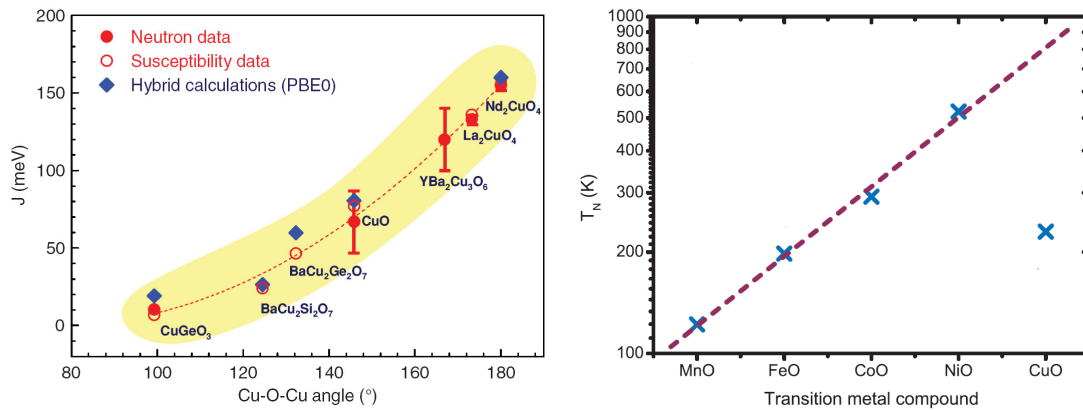 200
150
100
50
0
J (meV)
Neutron data
Susceptibility data
Hybrid calculations (PBE0)
Nd₂CuO₄
La₂CuO₄
YBa₂Cu₃O₆
CuO
BaCu₂Ge₂O₇
BaCu₂Si₂O₇
CuGeO₃
80 100 120 140 160 180
Cu-O-Cu angle (°)
1000
900
800
700
600
500
400
300
200
100
T_N (K)
MnO FeO CoO NiO CuO
Transition metal compound